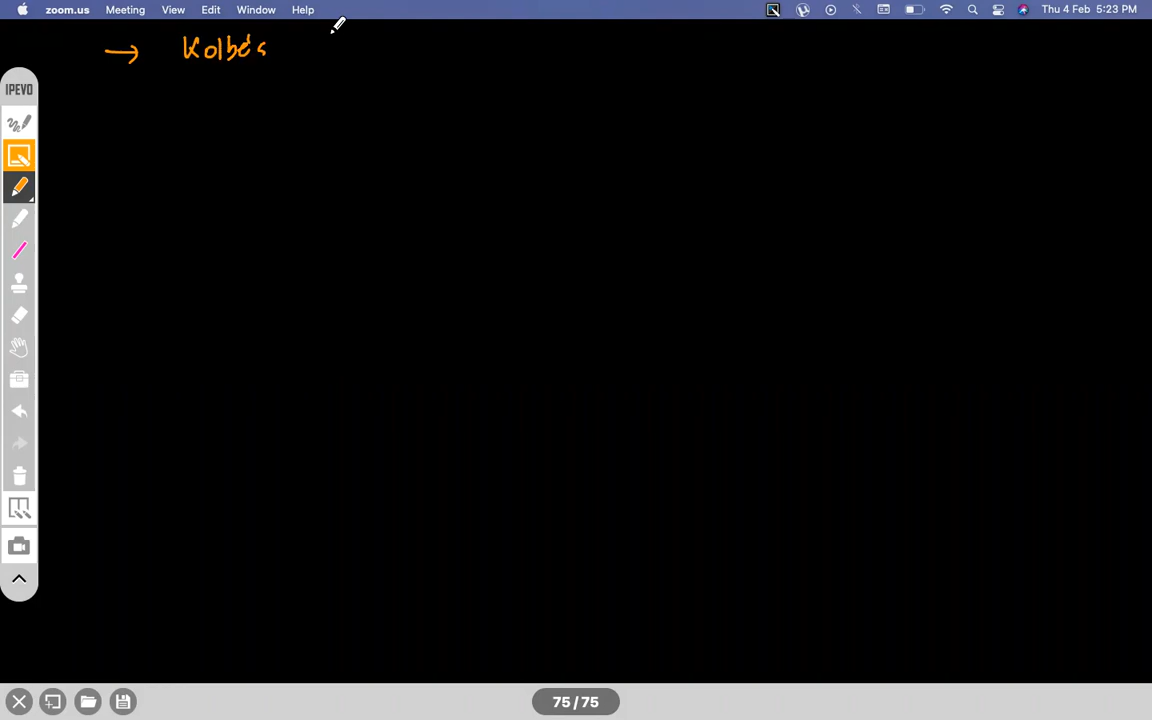 zoom.us Meeting View Edit Window Help Thu 4 Feb 5:23 PM
→ Kolbe's
IPEVO
75 / 75